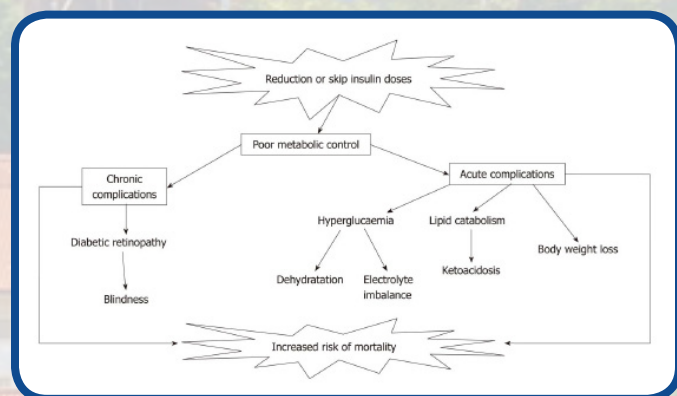 Reduction or skip insulin doses
Poor metabolic control
Chronic
complications
Acute complications
Diabetic retinopathy
Blindness
Hyperglucaemia
Lipid catabolism
Body weight loss
Dehydratation
Electrolyte
imbalance
Ketoacidosis
Increased risk of mortality